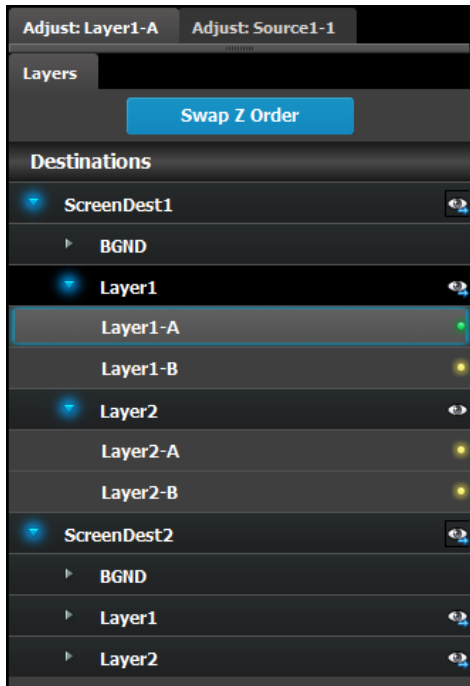 Adjust: Layer1-A Adjust: Source1-1
Layers
Swap Z Order
Destinations
ScreenDest1
BGND
Layer1
Layer1-A
Layer1-B
Layer2
Layer2-A
Layer2-B
ScreenDest2
BGND
Layer1
Layer2